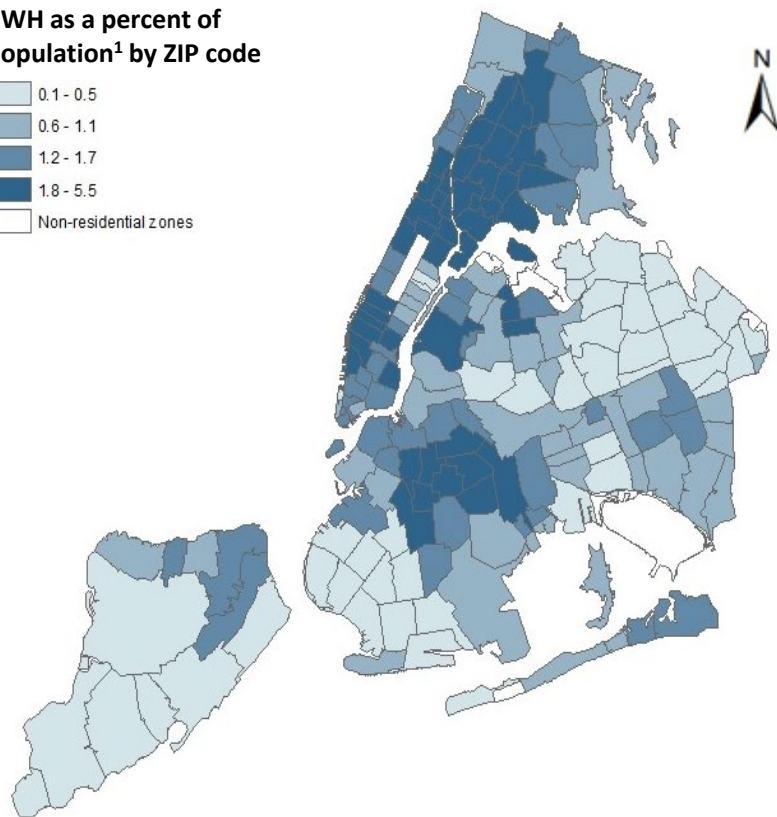 WH as a percent of
opulation¹ by ZIP code
N
0.1 - 0.5
0.6 - 1.1
1.2 - 1.7
1.8 - 5.5
Non-residential zones